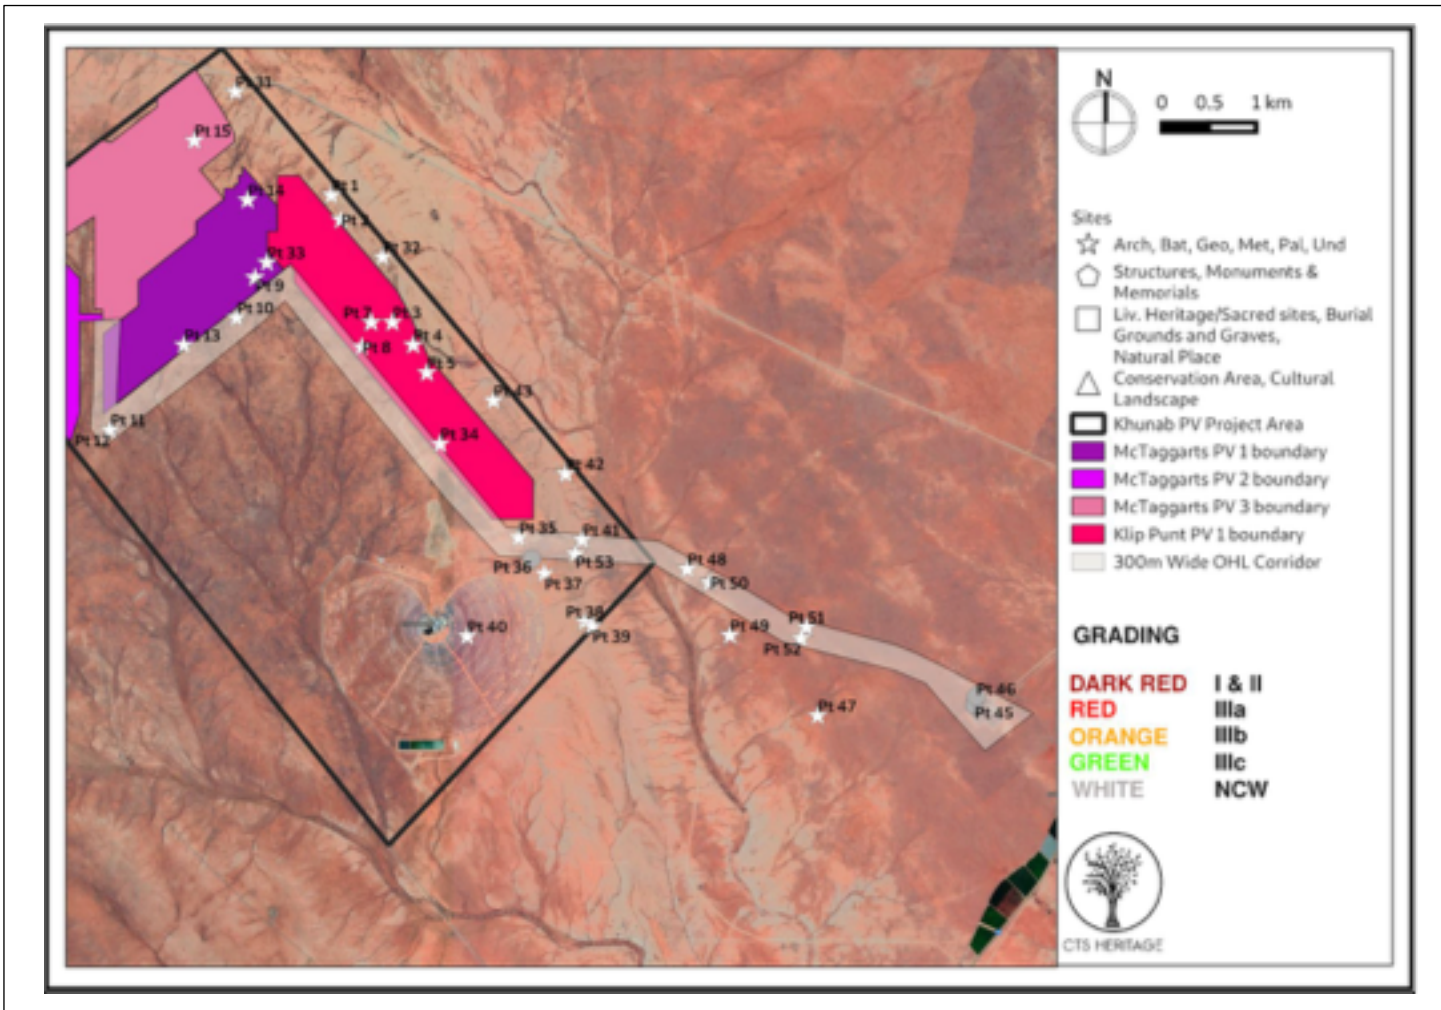 Pt 31
Pt 15
Pt 14
Pt 1
Pt 2
Pt 32
Pt 33
Pt 9
Pt 10
Pt 7
Pt 3
Pt 13
Pt 8
Pt 4
Pt 5
Pt 43
Pt 11
Pt 12
Pt 34
Pt 42
Pt 35
Pt 41
Pt 36
Pt 53
Pt 37
Pt 48
Pt 50
Pt 38
Pt 39
Pt 40
Pt 49
Pt 51
Pt 52
Pt 46
Pt 45
Pt 47
N
0 0.5 1 km
Sites
Arch, Bat, Geo, Met, Pal, Und
Structures, Monuments &
Memorials
Liv. Heritage/Sacred sites, Burial
Grounds and Graves,
Natural Place
Conservation Area, Cultural
Landscape
Khunab PV Project Area
McTaggarts PV 1 boundary
McTaggarts PV 2 boundary
McTaggarts PV 3 boundary
Klip Punt PV 1 boundary
300m Wide OHL Corridor
GRADING
DARK RED I & II
RED IIIa
ORANGE IIIb
GREEN IIIc
WHITE NCW
CTS HERITAGE